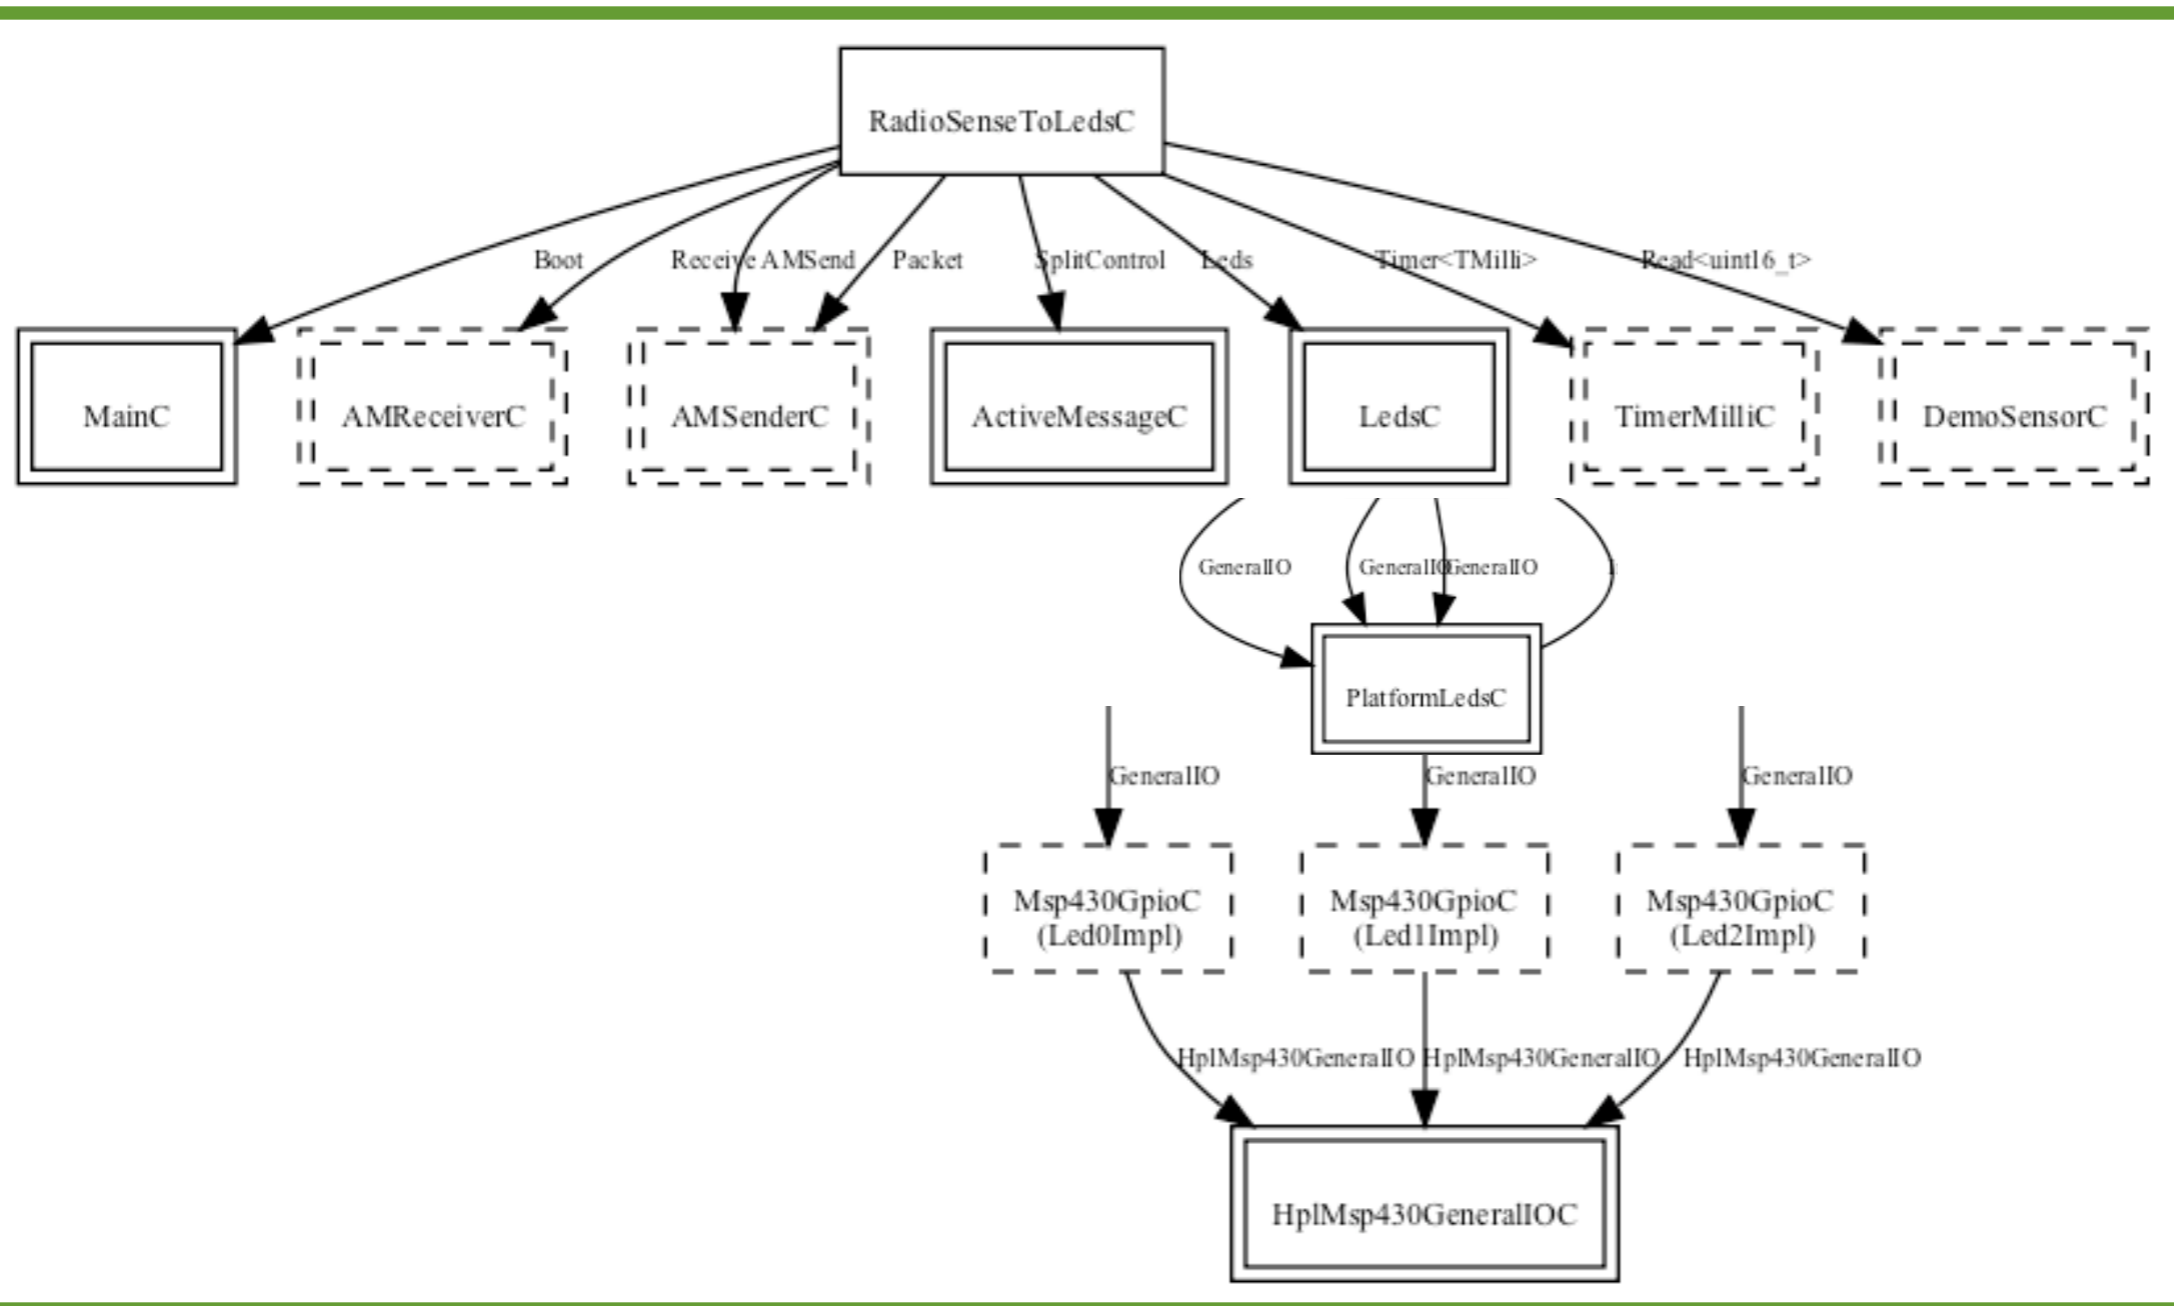 RadioSenseToLedsC
Boot
Receive
AMSend
Packet
SplitControl
Leds
Timer<TMilli>
Read<uint16_t>
MainC
AMReceiverC
AMSenderC
ActiveMessageC
LedsC
TimerMilliC
DemoSensorC
GeneralIO
GeneralIO
GeneralIO
PlatformLedsC
GeneralIO
GeneralIO
GeneralIO
Msp430GpioC
(Led0Impl)
Msp430GpioC
(Led1Impl)
Msp430GpioC
(Led2Impl)
HplMsp430GeneralIO
HplMsp430GeneralIO
HplMsp430GeneralIO
HplMsp430GeneralIOC